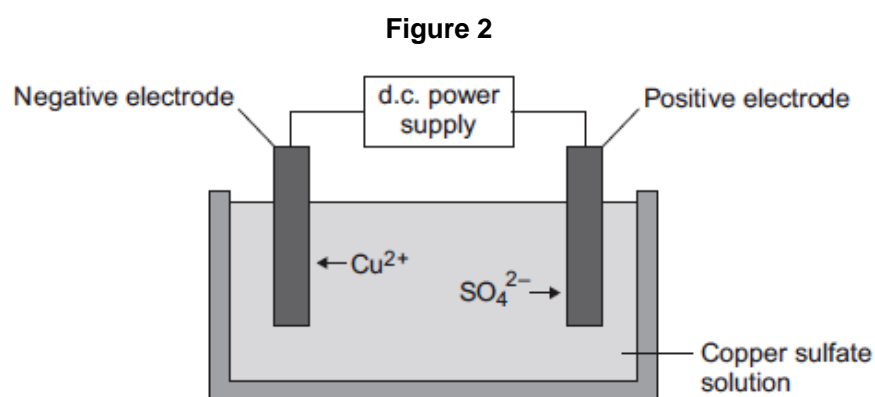 Figure 2
Negative electrode
d.c. power
supply
Positive electrode
Cu²⁺
SO₄²⁻
Copper sulfate
solution